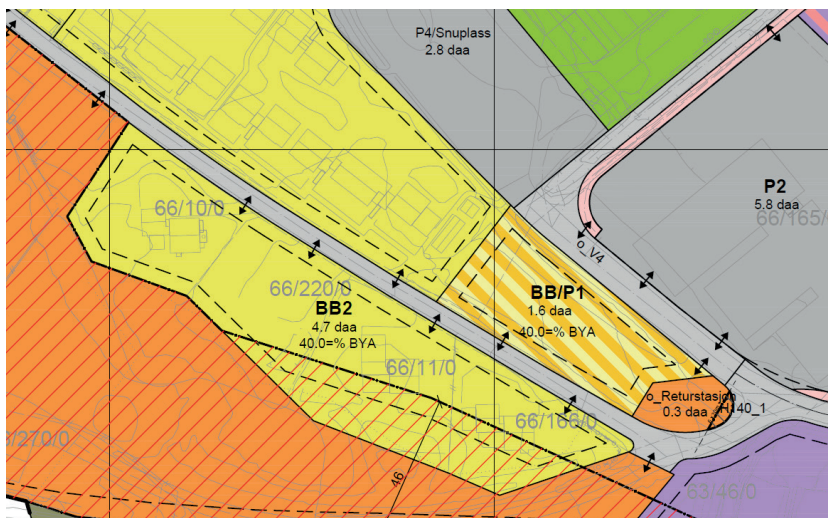 P4/Snuplass
2.8 daa
P2
5.8 daa
66/165/
66/10/0
o_V4
66/220/0
BB2
4.7 daa
40.0=% BYA
BB/P1
1.6 daa
40.0=% BYA
66/11/0
o_Returstasjon
0.3 daa
H140_1
66/166/0
/270/0
46
63/46/0